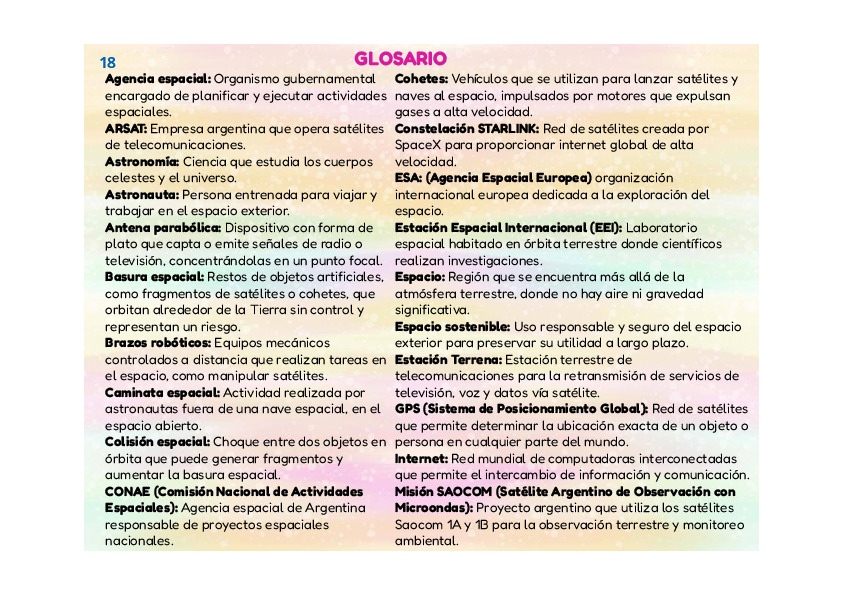 18
GLOSARIO
Agencia espacial: Organismo gubernamental
encargado de planificar y ejecutar actividades
espaciales.
ARSAT: Empresa argentina que opera satélites
de telecomunicaciones.
Astronomía: Ciencia que estudia los cuerpos
celestes y el universo.
Astronauta: Persona entrenada para viajar y
trabajar en el espacio exterior.
Antena parabólica: Dispositivo con forma de
plato que capta o emite señales de radio o
televisión, concentrándolas en un punto focal.
Basura espacial: Restos de objetos artificiales,
como fragmentos de satélites o cohetes, que
orbitan alrededor de la Tierra sin control y
representan un riesgo.
Brazos robóticos: Equipos mecánicos
controlados a distancia que realizan tareas en
el espacio, como manipular satélites.
Caminata espacial: Actividad realizada por
astronautas fuera de una nave espacial, en el
espacio abierto.
Colisión espacial: Choque entre dos objetos en
órbita que puede generar fragmentos y
aumentar la basura espacial.
CONAE (Comisión Nacional de Actividades
Espaciales): Agencia espacial de Argentina
responsable de proyectos espaciales
nacionales.
Cohetes: Vehículos que se utilizan para lanzar satélites y
naves al espacio, impulsados por motores que expulsan
gases a alta velocidad.
Constelación STARLINK: Red de satélites creada por
SpaceX para proporcionar internet global de alta
velocidad.
ESA: (Agencia Espacial Europea) organización
internacional europea dedicada a la exploración del
espacio.
Estación Espacial Internacional (EEI): Laboratorio
espacial habitado en órbita terrestre donde científicos
realizan investigaciones.
Espacio: Región que se encuentra más allá de la
atmósfera terrestre, donde no hay aire ni gravedad
significativa.
Espacio sostenible: Uso responsable y seguro del espacio
exterior para preservar su utilidad a largo plazo.
Estación Terrena: Estación terrestre de
telecomunicaciones para la retransmisión de servicios de
televisión, voz y datos vía satélite.
GPS (Sistema de Posicionamiento Global): Red de satélites
que permite determinar la ubicación exacta de un objeto o
persona en cualquier parte del mundo.
Internet: Red mundial de computadoras interconectadas
que permite el intercambio de información y comunicación.
Misión SAOCOM (Satélite Argentino de Observación con
Microondas): Proyecto argentino que utiliza los satélites
Saocom 1A y 1B para la observación terrestre y monitoreo
ambiental.